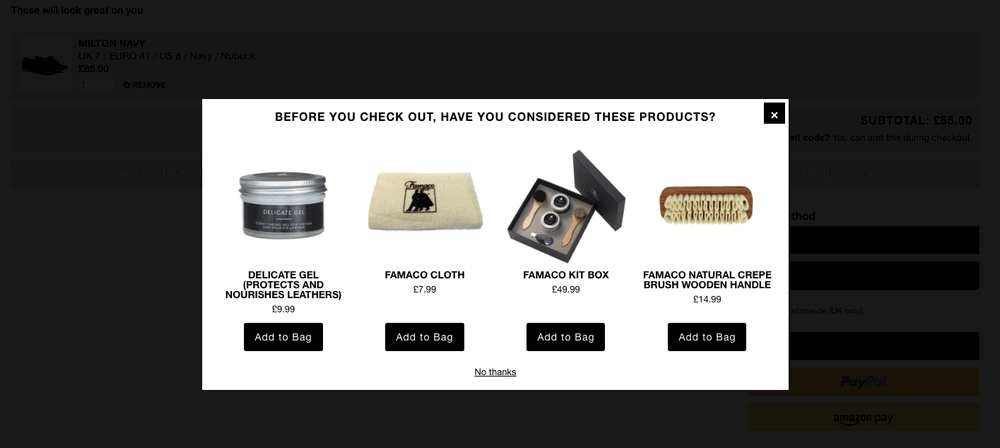 These will look great on you
MILTON NAVY
UK 7 / EURO 41 / US 8 / Navy / Nubuck
£85.00
1
REMOVE
SUBTOTAL: £85.00
nt code? You can add this during checkout.
BEFORE YOU CHECK OUT, HAVE YOU CONSIDERED THESE PRODUCTS?
×
DELICATE GEL
Famaco
DELICATE GEL
(PROTECTS AND
NOURISHES LEATHERS)
£9.99
Add to Bag
FAMACO CLOTH
£7.99
Add to Bag
FAMACO KIT BOX
£49.99
Add to Bag
FAMACO NATURAL CREPE
BRUSH WOODEN HANDLE
£14.99
Add to Bag
No thanks
ethod
(UK only)
PayPal
amazon pay